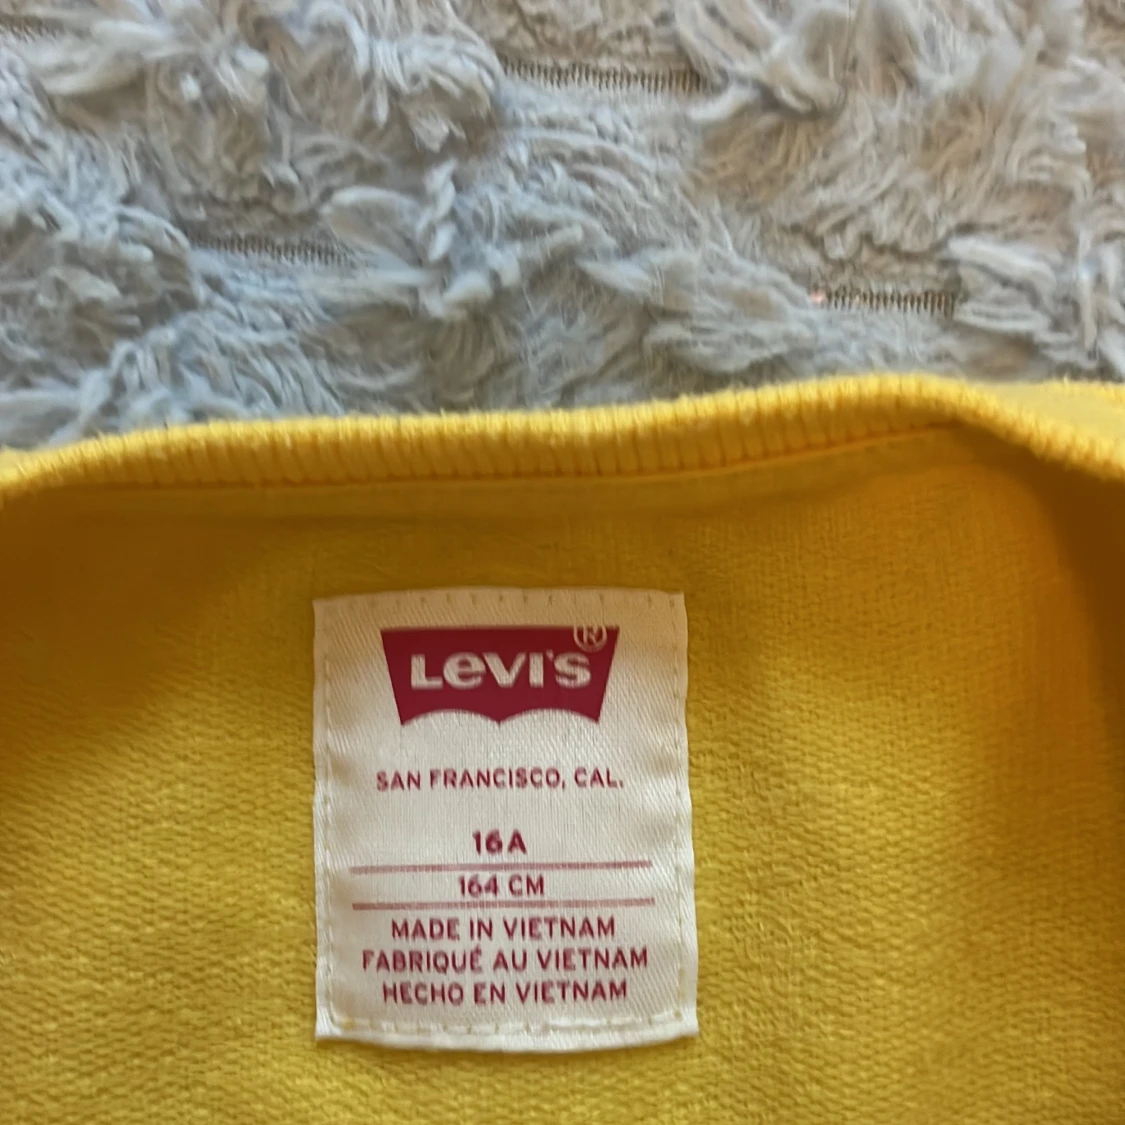 LEVI'S®
SAN FRANCISCO, CAL.
16A
164 CM
MADE IN VIETNAM
FABRIQUÉ AU VIETNAM
HECHO EN VIETNAM